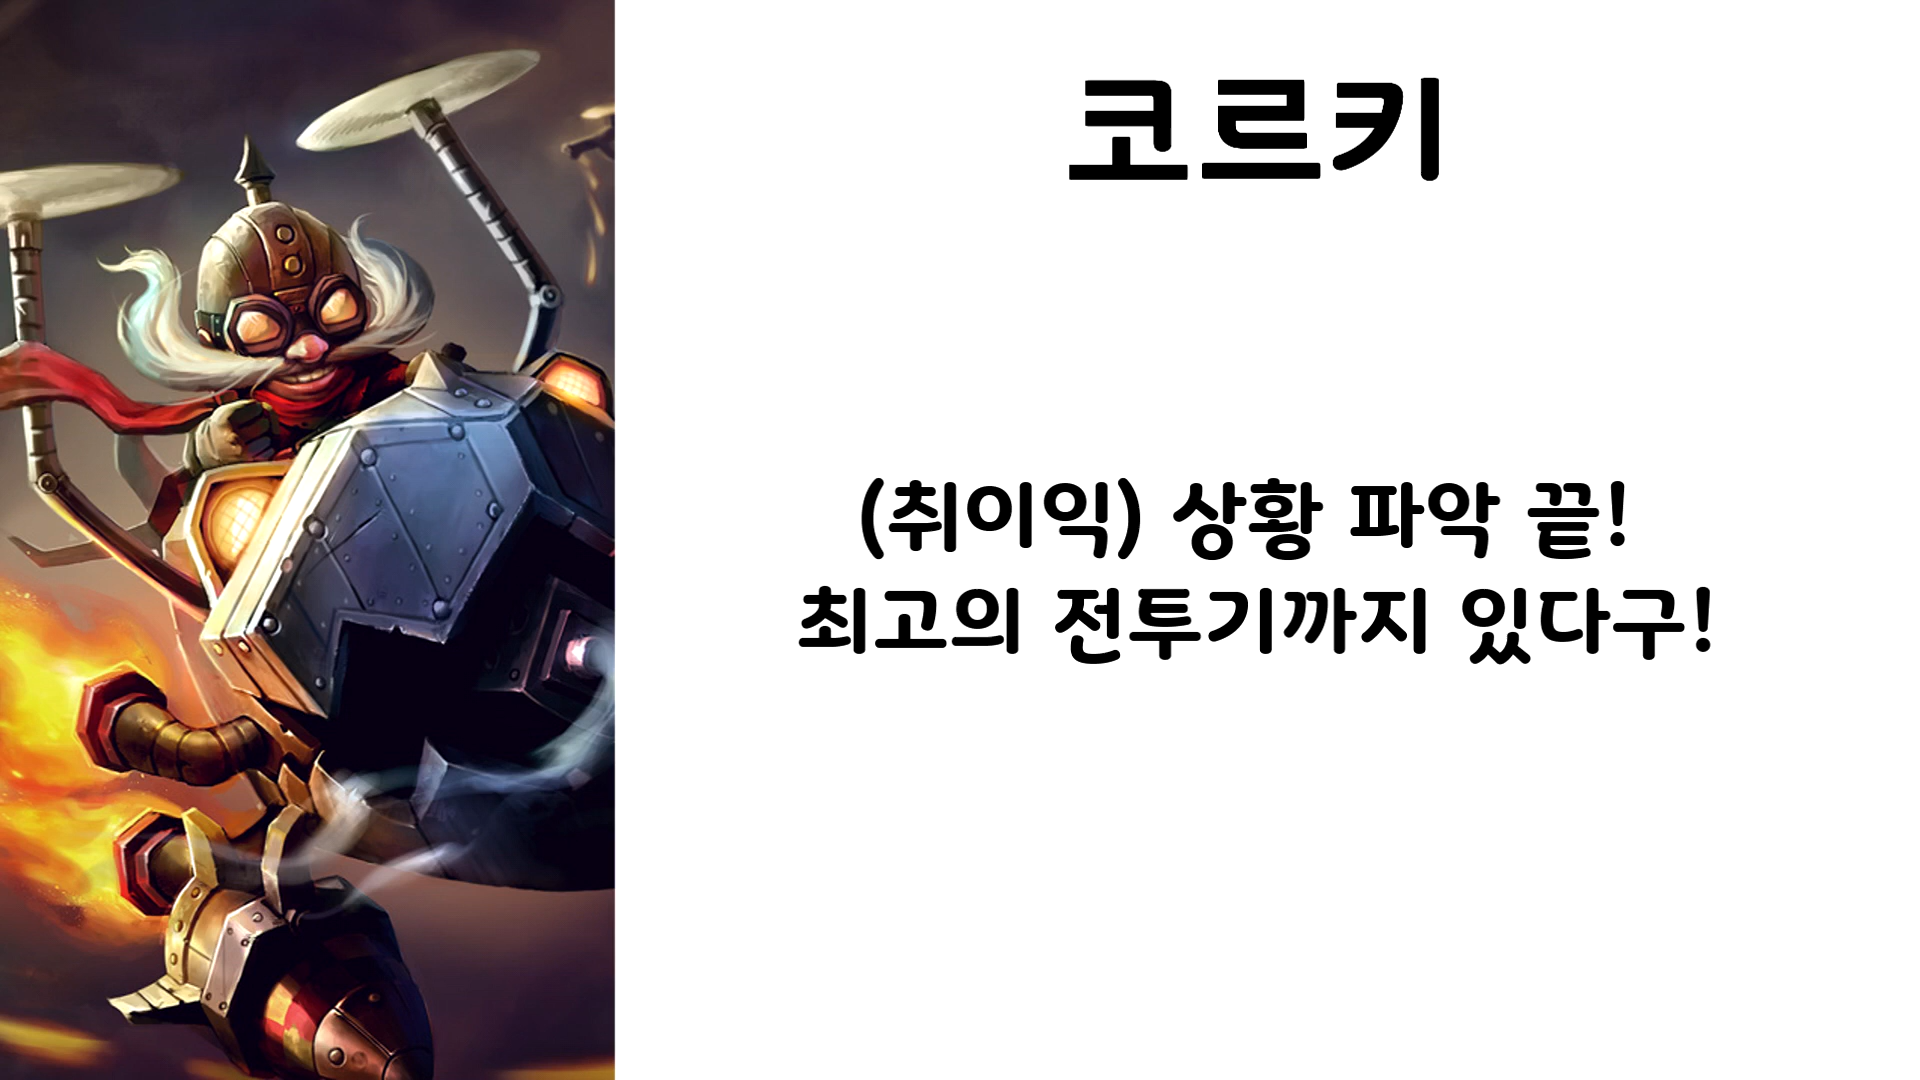 코르키
(취이익) 상황 파악 끝!
최고의 전투기까지 있다구!